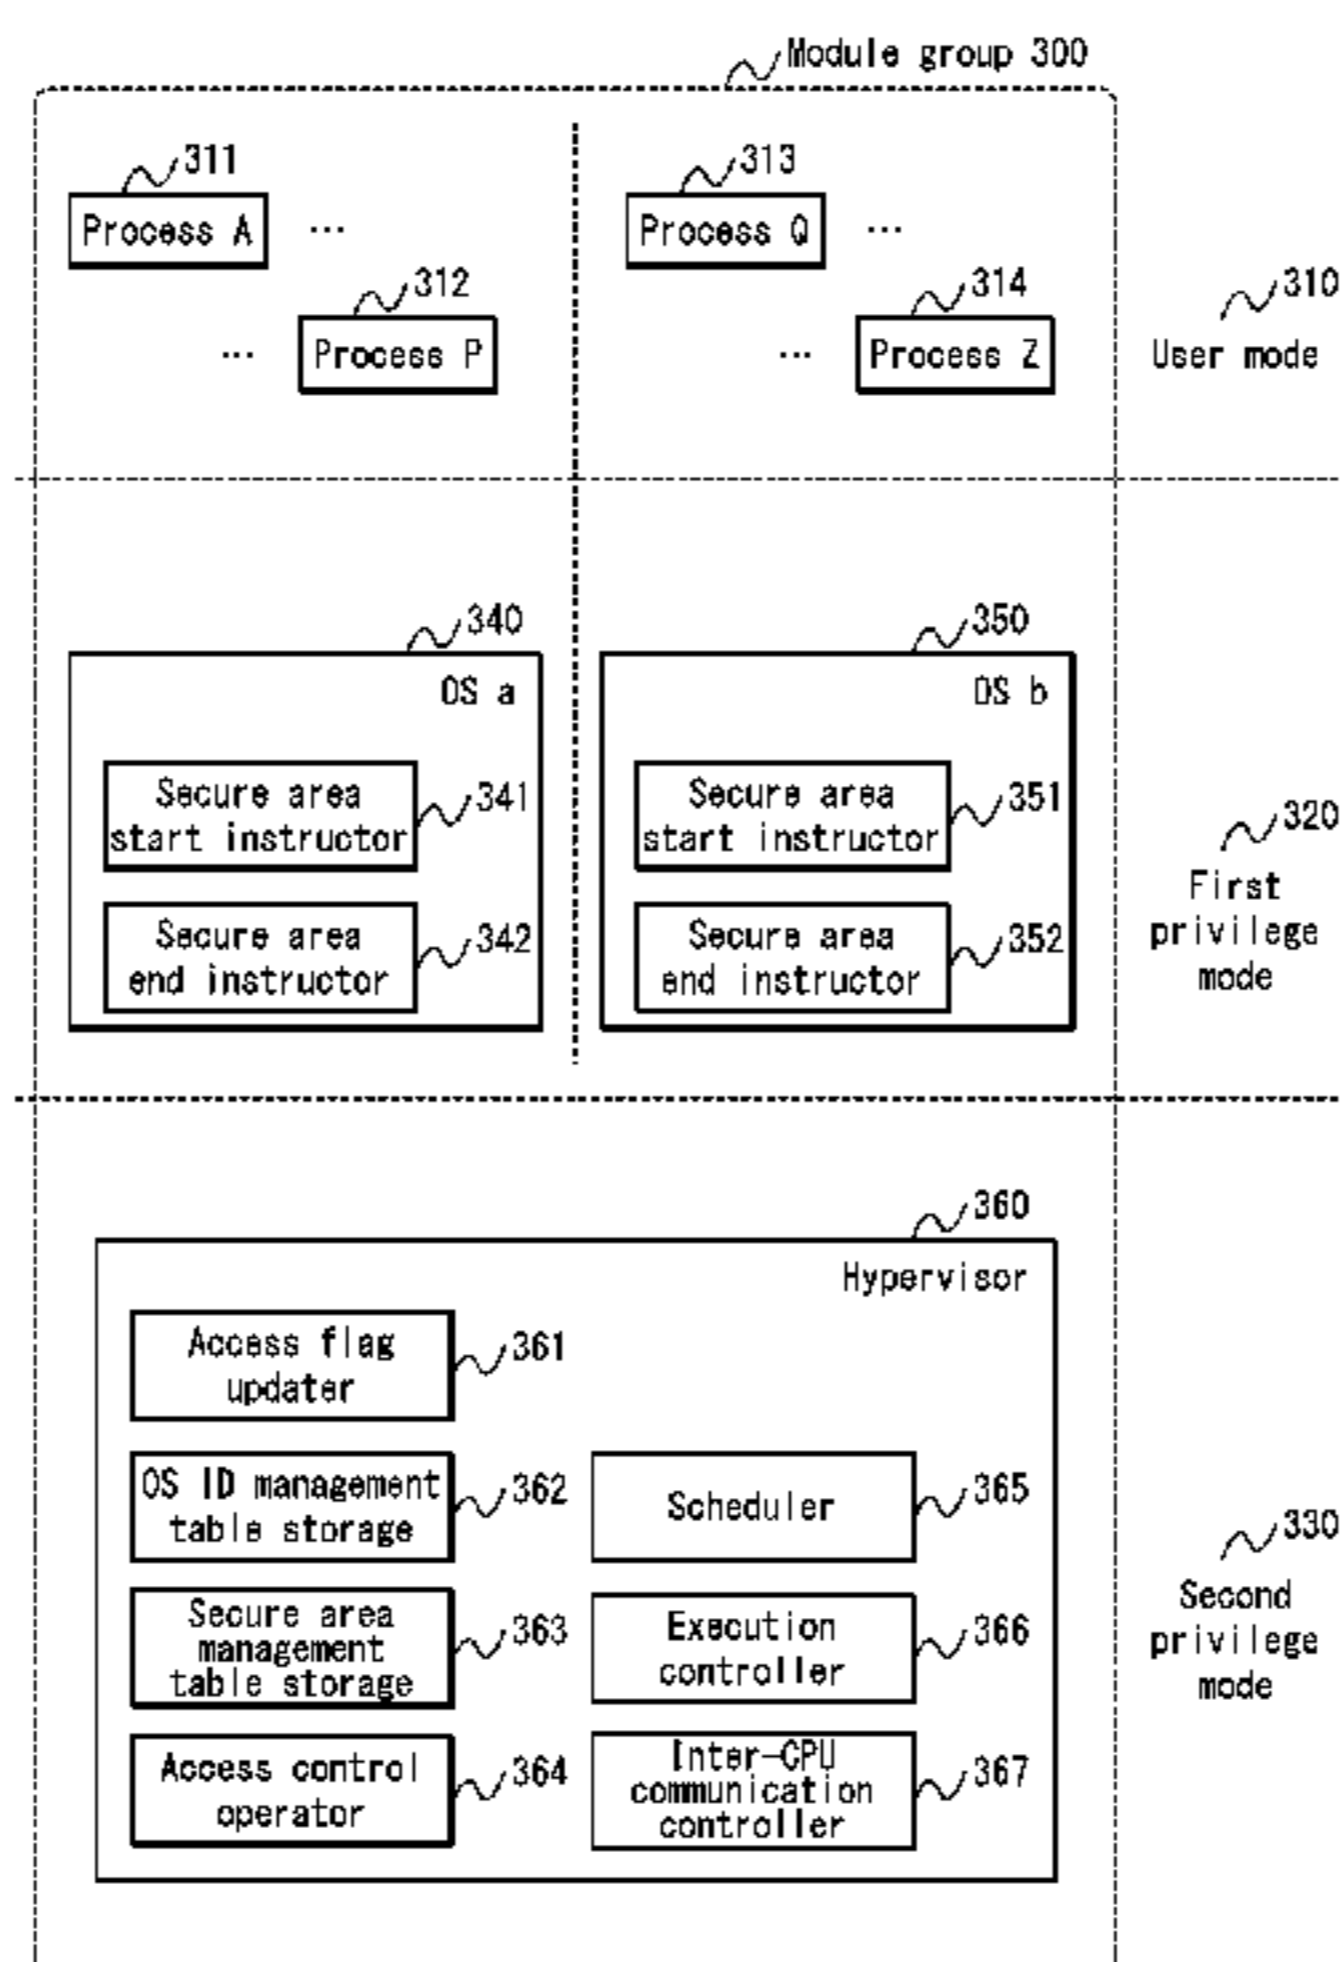 Module group 300
311
Process A ...
313
Process Q ...
312
... Process P
314
... Process Z
310
User mode
340
OS a
Secure area
start instructor
341
Secure area
end instructor
342
350
OS b
Secure area
start instructor
351
Secure area
end instructor
352
320
First
privilege
mode
360
Hypervisor
Access flag
updater
361
OS ID management
table storage
362
Secure area
management
table storage
363
Access control
operator
364
Scheduler
365
Execution
controller
366
Inter-CPU
communication
controller
367
330
Second
privilege
mode